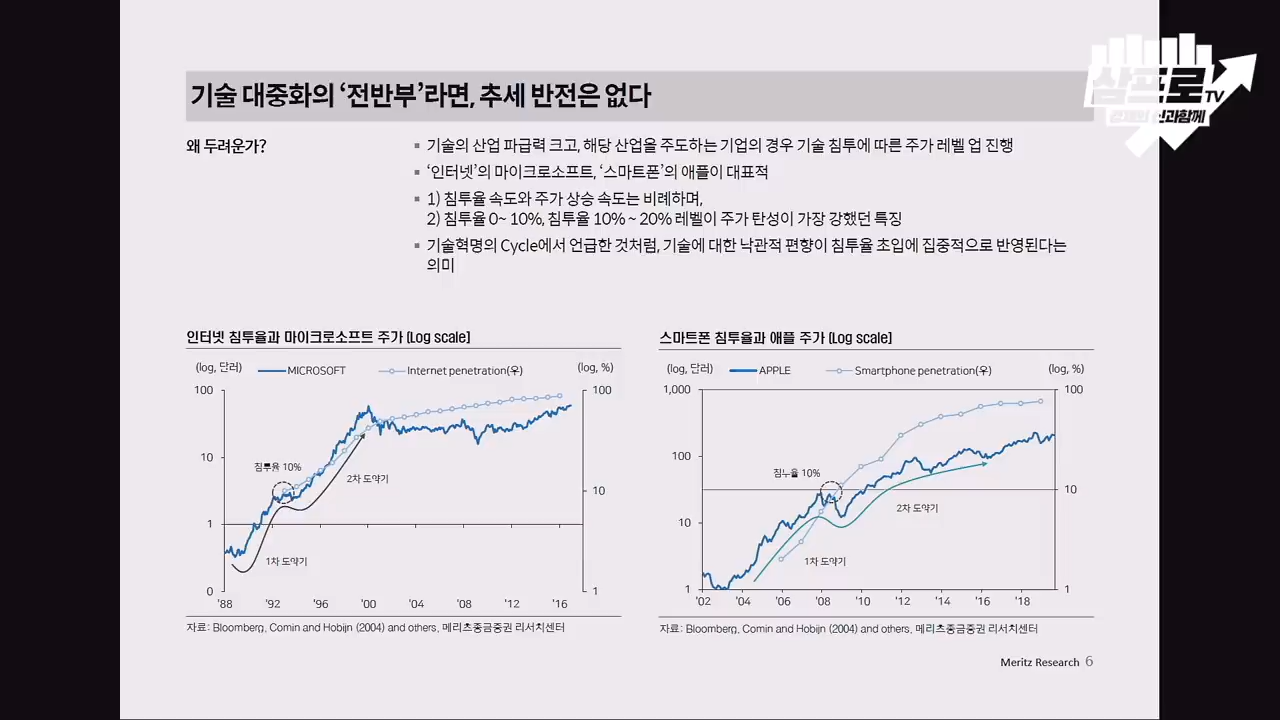 삼프로TV
경제의 신과함께
기술 대중화의 ‘전반부’라면, 추세 반전은 없다
왜 두려운가?
▪ 기술의 산업 파급력 크고, 해당 산업을 주도하는 기업의 경우 기술 침투에 따른 주가 레벨 업 진행
▪ ‘인터넷’의 마이크로소프트, ‘스마트폰’의 애플이 대표적
▪ 1) 침투율 속도와 주가 상승 속도는 비례하며,
2) 침투율 0~ 10%, 침투율 10% ~ 20% 레벨이 주가 탄성이 가장 강했던 특징
▪ 기술혁명의 Cycle에서 언급한 것처럼, 기술에 대한 낙관적 편향이 침투율 초입에 집중적으로 반영된다는
의미
인터넷 침투율과 마이크로소프트 주가 [Log scale]
(log, 달러) MICROSOFT Internet penetration(우) (log, %)
100 100
10
침투율 10%
2차 도약기
10
1
1차 도약기
0 1
'88 '92 '96 '00 '04 '08 '12 '16
자료: Bloomberg, Comin and Hobijn (2004) and others, 메리츠종금증권 리서치센터
스마트폰 침투율과 애플 주가 [Log scale]
(log, 달러) APPLE Smartphone penetration(우) (log, %)
1,000 100
100
침투율 10%
10
2차 도약기
10
1차 도약기
1 1
'02 '04 '06 '08 '10 '12 '14 '16 '18
자료: Bloomberg, Comin and Hobijn (2004) and others, 메리츠종금증권 리서치센터
Meritz Research 6